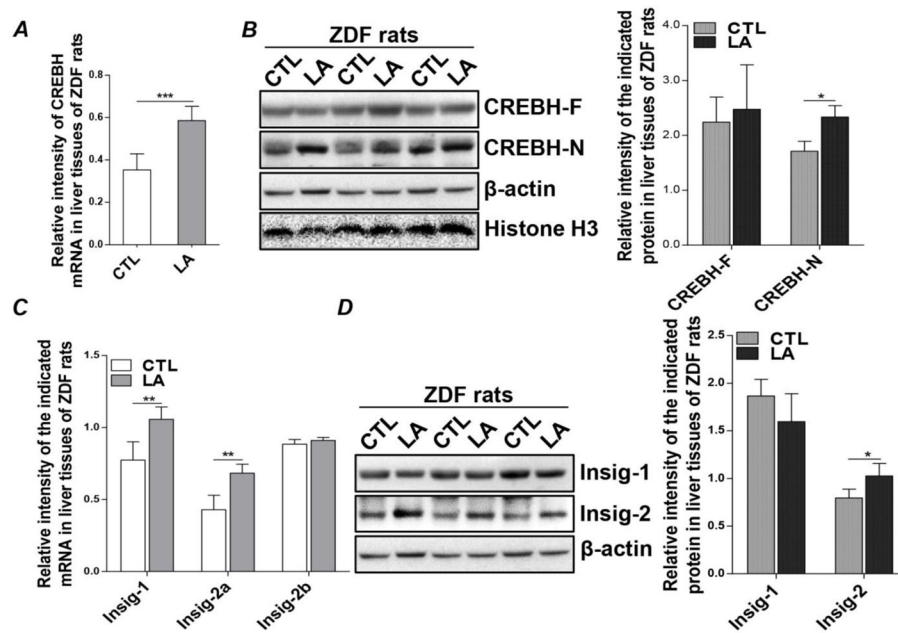 A
Relative intensity of CREBH
mRNA in liver tissues of ZDF rats
0.8
0.6
0.4
0.2
0.0
***
CTL
LA
B
ZDF rats
CTL LA CTL LA CTL LA
CREBH-F
CREBH-N
β-actin
Histone H3
Relative intensity of the indicated
protein in liver tissues of ZDF rats
4.0
3.0
2.0
1.0
0.0
CTL
LA
*
CREBH-F
CREBH-N
C
Relative intensity of the indicated
mRNA in liver tissues of ZDF rats
1.5
1.0
0.5
0.0
CTL
LA
**
**
Insig-1
Insig-2a
Insig-2b
D
ZDF rats
CTL LA CTL LA CTL LA
Insig-1
Insig-2
β-actin
Relative intensity of the indicated
protein in liver tissues of ZDF rats
2.5
2.0
1.5
1.0
0.5
0.0
CTL
LA
*
Insig-1
Insig-2